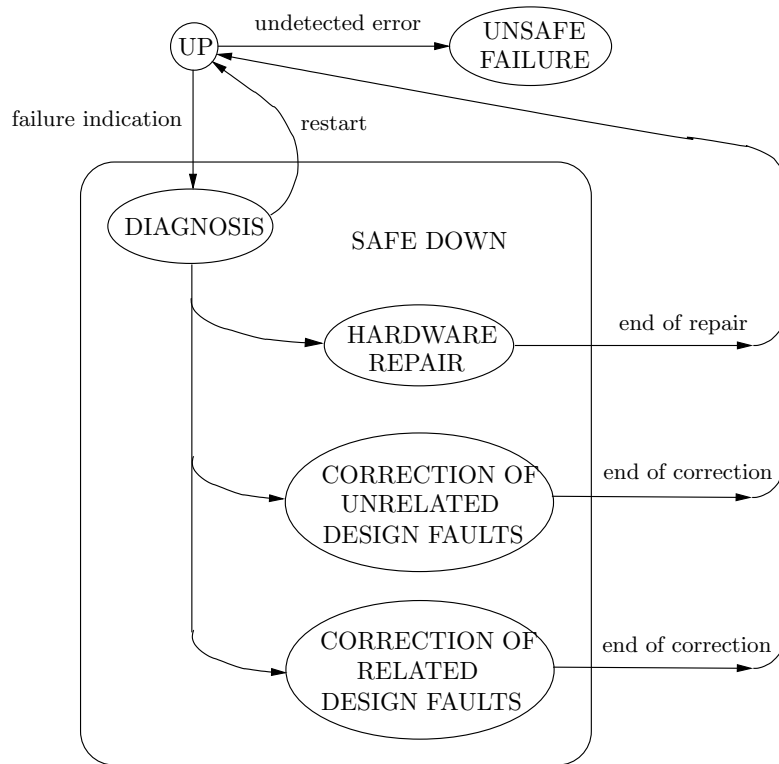 undetected error
UP
UNSAFE
FAILURE
failure indication
restart
DIAGNOSIS
SAFE DOWN
HARDWARE
REPAIR
end of repair
CORRECTION OF
UNRELATED
DESIGN FAULTS
end of correction
CORRECTION OF
RELATED
DESIGN FAULTS
end of correction